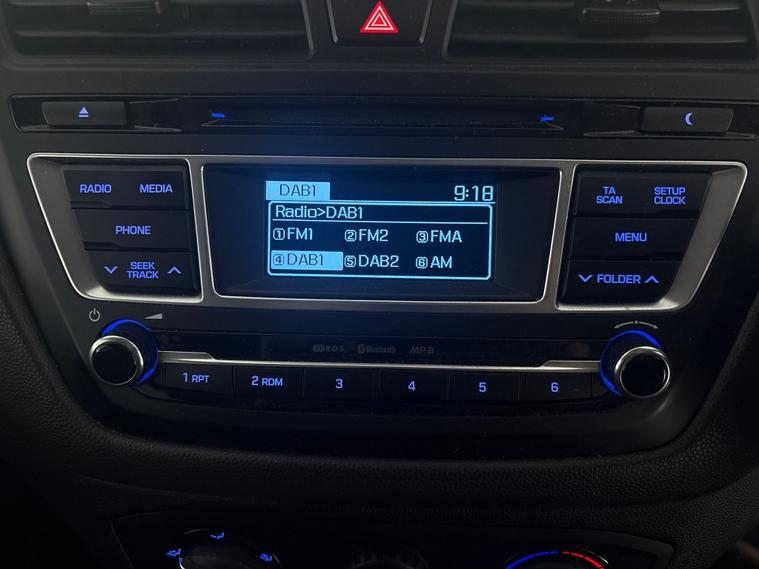 RADIO MEDIA
PHONE
SEEK
TRACK
DAB1 9:18
Radio>DAB1
①FM1 ②FM2 ③FMA
④DAB1 ⑤DAB2 ⑥AM
TA
SCAN
SETUP
CLOCK
MENU
FOLDER
R·D·S Bluetooth MP3
1 RPT 2 RDM 3 4 5 6